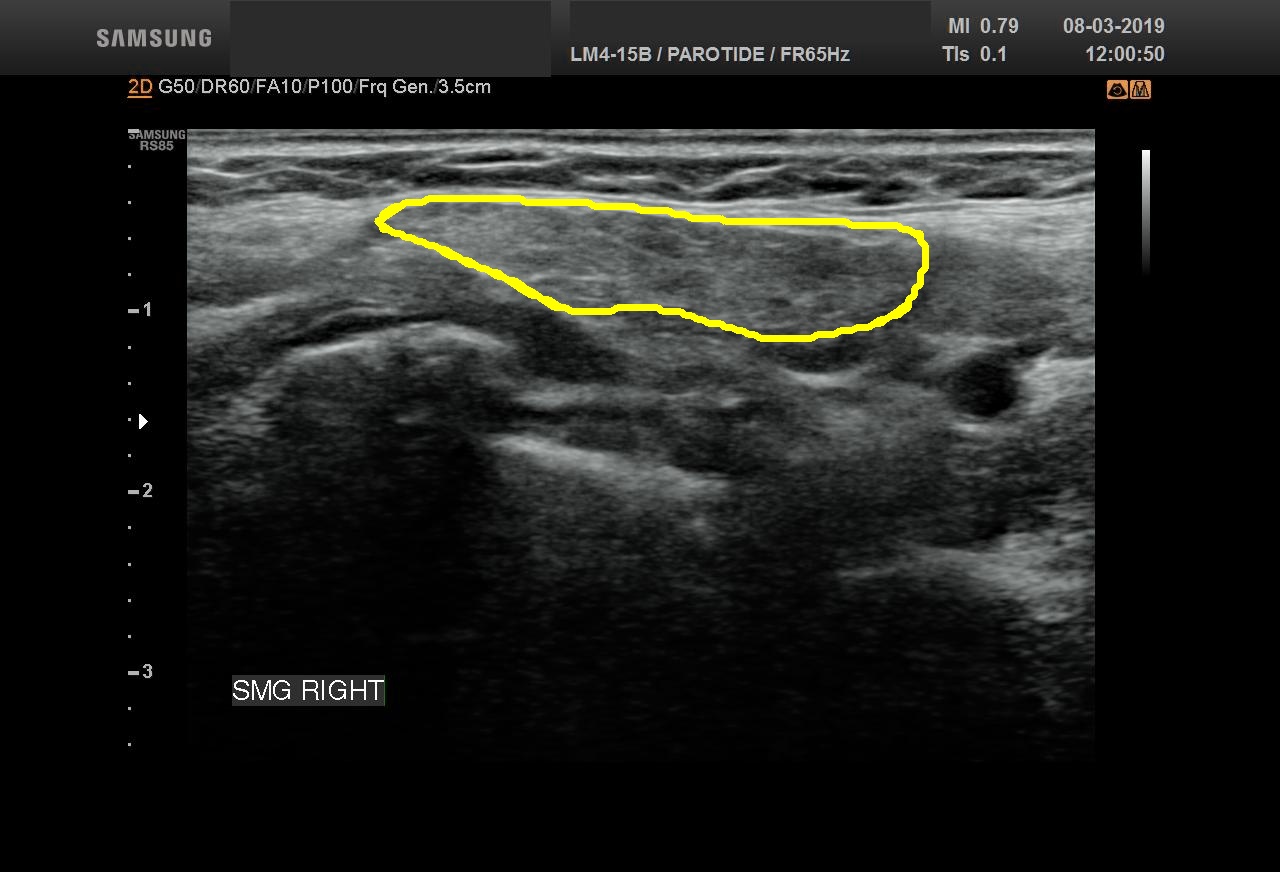 SAMSUNG
LM4-15B / PAROTIDE / FR65Hz
MI 0.79
TIs 0.1
08-03-2019
12:00:50
2D G50/DR60/FA10/P100/Frq Gen./3.5cm
SAMSUNG
RS85
1
2
3
SMG RIGHT